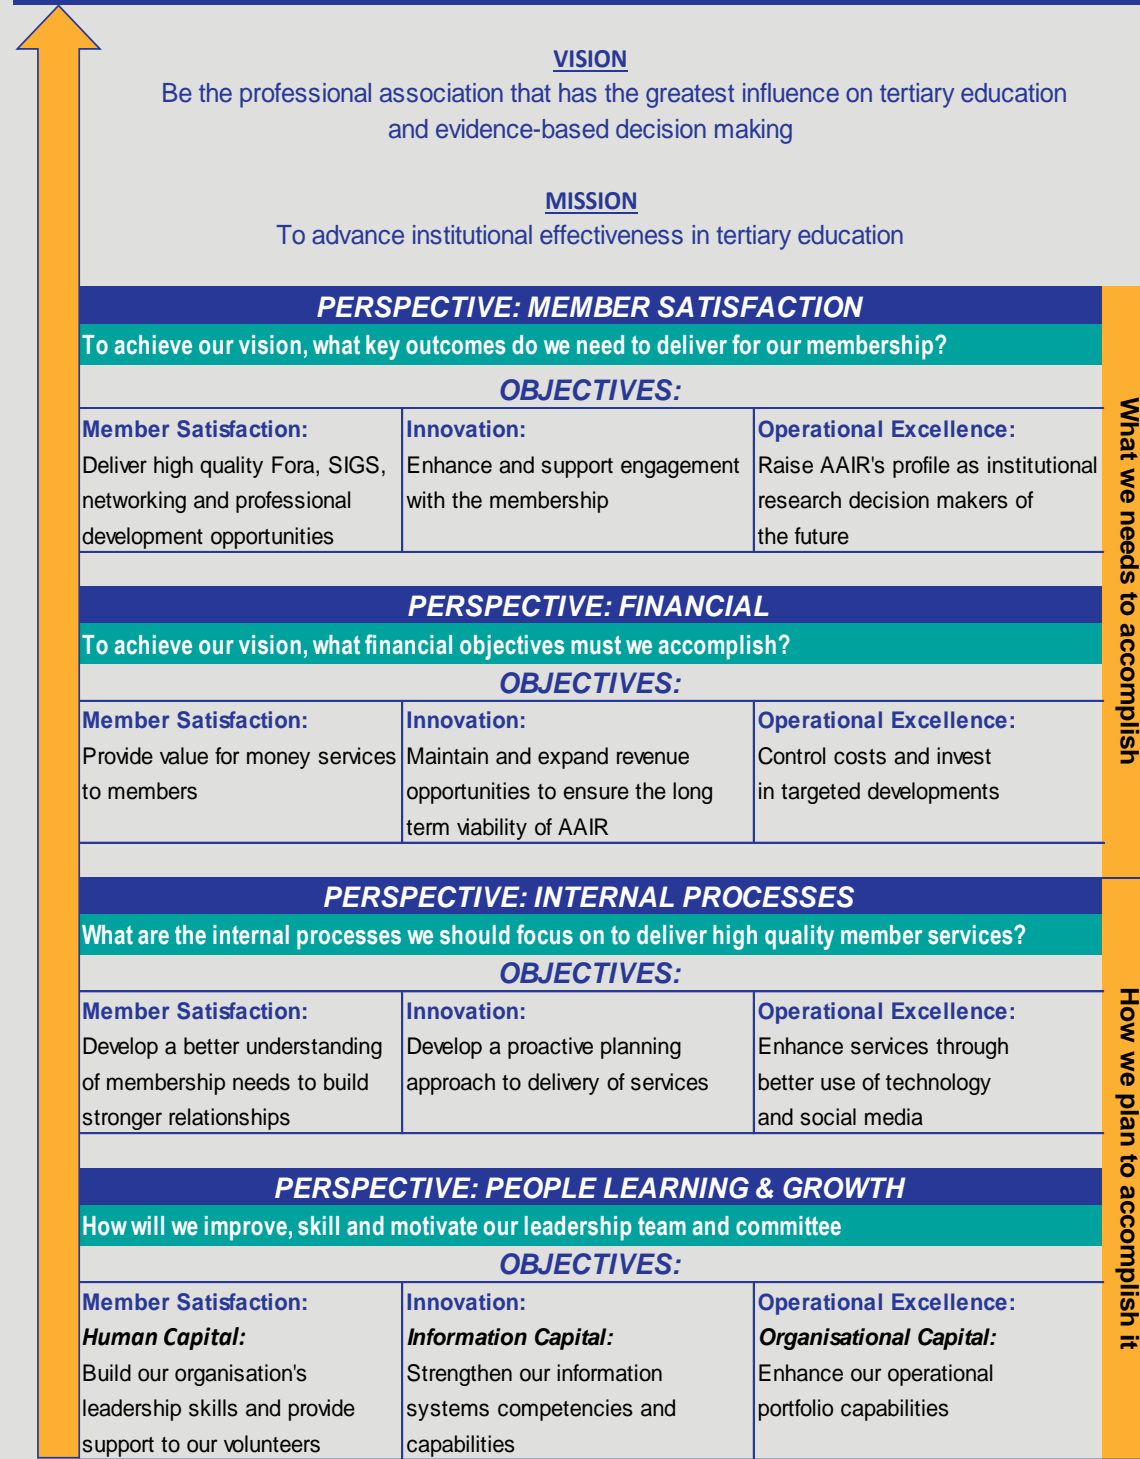 VISION
Be the professional association that has the greatest influence on tertiary education
and evidence-based decision making
MISSION
To advance institutional effectiveness in tertiary education
PERSPECTIVE: MEMBER SATISFACTION
To achieve our vision, what key outcomes do we need to deliver for our membership?
OBJECTIVES:
Member Satisfaction:
Deliver high quality Fora, SIGS,
networking and professional
development opportunities
Innovation:
Enhance and support engagement
with the membership
Operational Excellence:
Raise AAIR's profile as institutional
research decision makers of
the future
PERSPECTIVE: FINANCIAL
To achieve our vision, what financial objectives must we accomplish?
OBJECTIVES:
Member Satisfaction:
Provide value for money services
to members
Innovation:
Maintain and expand revenue
opportunities to ensure the long
term viability of AAIR
Operational Excellence:
Control costs and invest
in targeted developments
What we needs to accomplish
PERSPECTIVE: INTERNAL PROCESSES
What are the internal processes we should focus on to deliver high quality member services?
OBJECTIVES:
Member Satisfaction:
Develop a better understanding
of membership needs to build
stronger relationships
Innovation:
Develop a proactive planning
approach to delivery of services
Operational Excellence:
Enhance services through
better use of technology
and social media
PERSPECTIVE: PEOPLE LEARNING & GROWTH
How will we improve, skill and motivate our leadership team and committee
OBJECTIVES:
Member Satisfaction:
Human Capital:
Build our organisation's
leadership skills and provide
support to our volunteers
Innovation:
Information Capital:
Strengthen our information
systems competencies and
capabilities
Operational Excellence:
Organisational Capital:
Enhance our operational
portfolio capabilities
How we plan to accomplish it